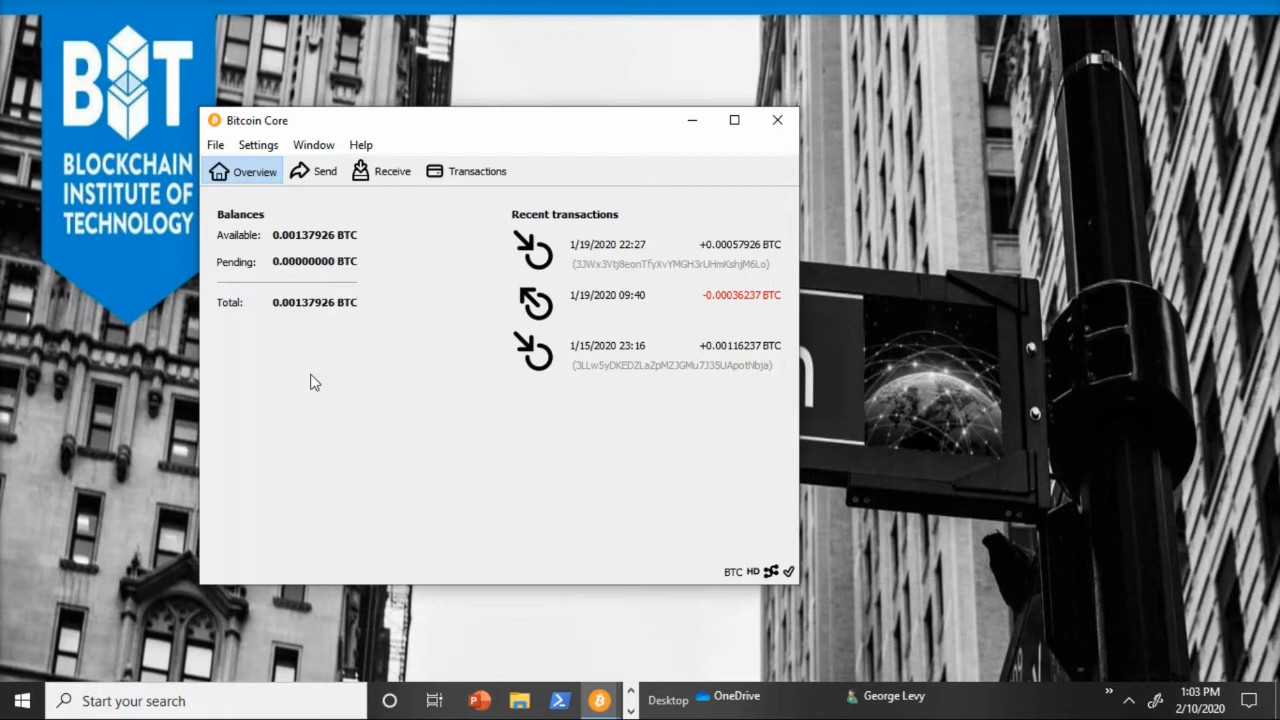 BIT
BLOCKCHAIN
INSTITUTE OF
TECHNOLOGY
Bitcoin Core
File Settings Window Help
Overview Send Receive Transactions
Balances
Available: 0.00137926 BTC
Pending: 0.00000000 BTC
Total: 0.00137926 BTC
Recent transactions
1/19/2020 22:27 +0.00057926 BTC
(3JWx3Vtj8eonTfyXvYMGH3rUHmKshjM6Lo)
1/19/2020 09:40 -0.00036237 BTC
1/15/2020 23:16 +0.00116237 BTC
(3LLw5yDKEDZLaZpMZJGMu7J35UApotNbja)
BTC HD
Start your search
Desktop
OneDrive
George Levy
1:03 PM
2/10/2020